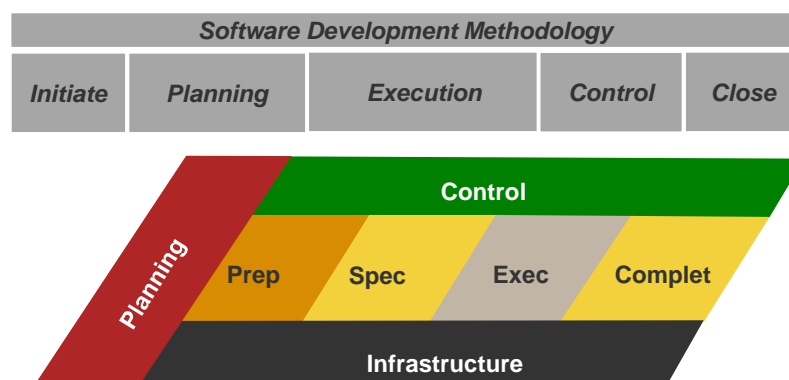 Software Development Methodology
Initiate Planning Execution Control Close
Control
Planning
Prep Spec Exec Complet
Infrastructure